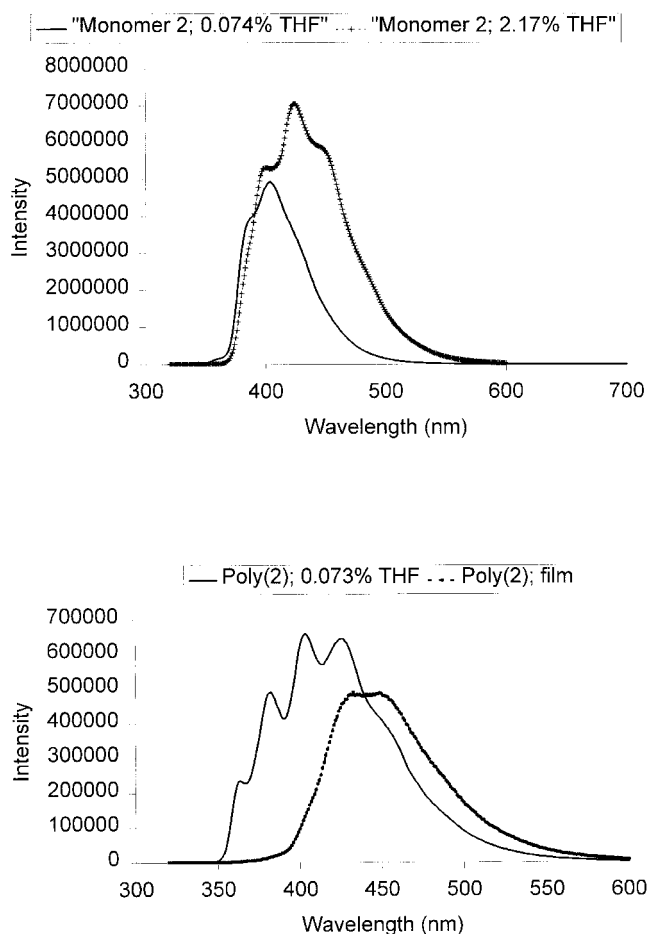 "Monomer 2; 0.074% THF" "Monomer 2; 2.17% THF"
8000000
7000000
6000000
5000000
4000000
3000000
2000000
1000000
0
Intensity
300 400 500 600 700
Wavelength (nm)
Poly(2); 0.073% THF Poly(2); film
700000
600000
500000
400000
300000
200000
100000
0
Intensity
300 350 400 450 500 550 600
Wavelength (nm)